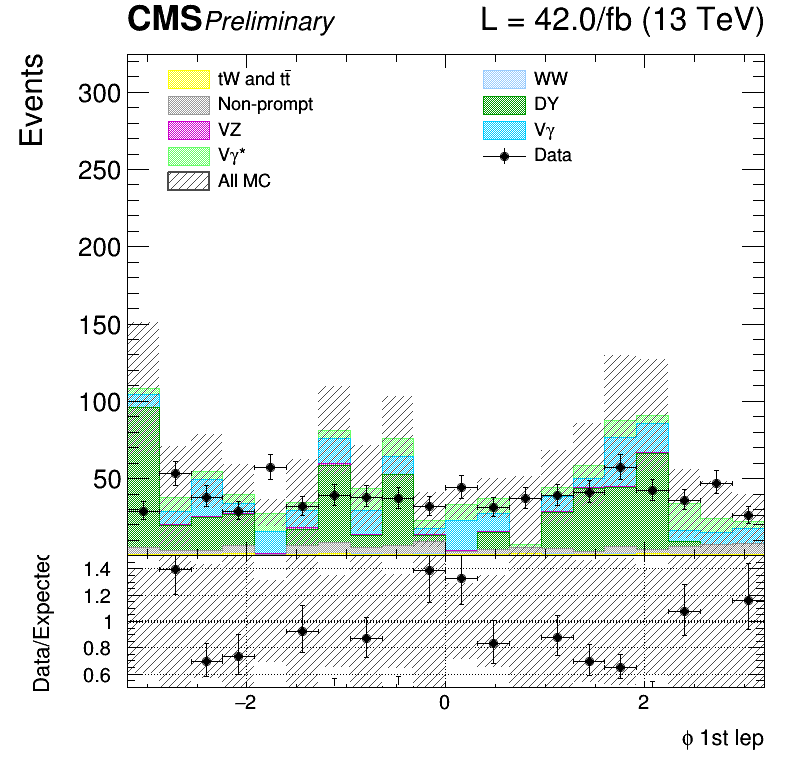 CMS Preliminary L = 42.0/fb (13 TeV)
Events
300
250
200
150
100
50
tW and tt̄
Non-prompt
VZ
Vγ*
All MC
WW
DY
Vγ
Data
Data/Expected
1.4
1.2
1
0.8
0.6
−2 0 2
ϕ 1st lep